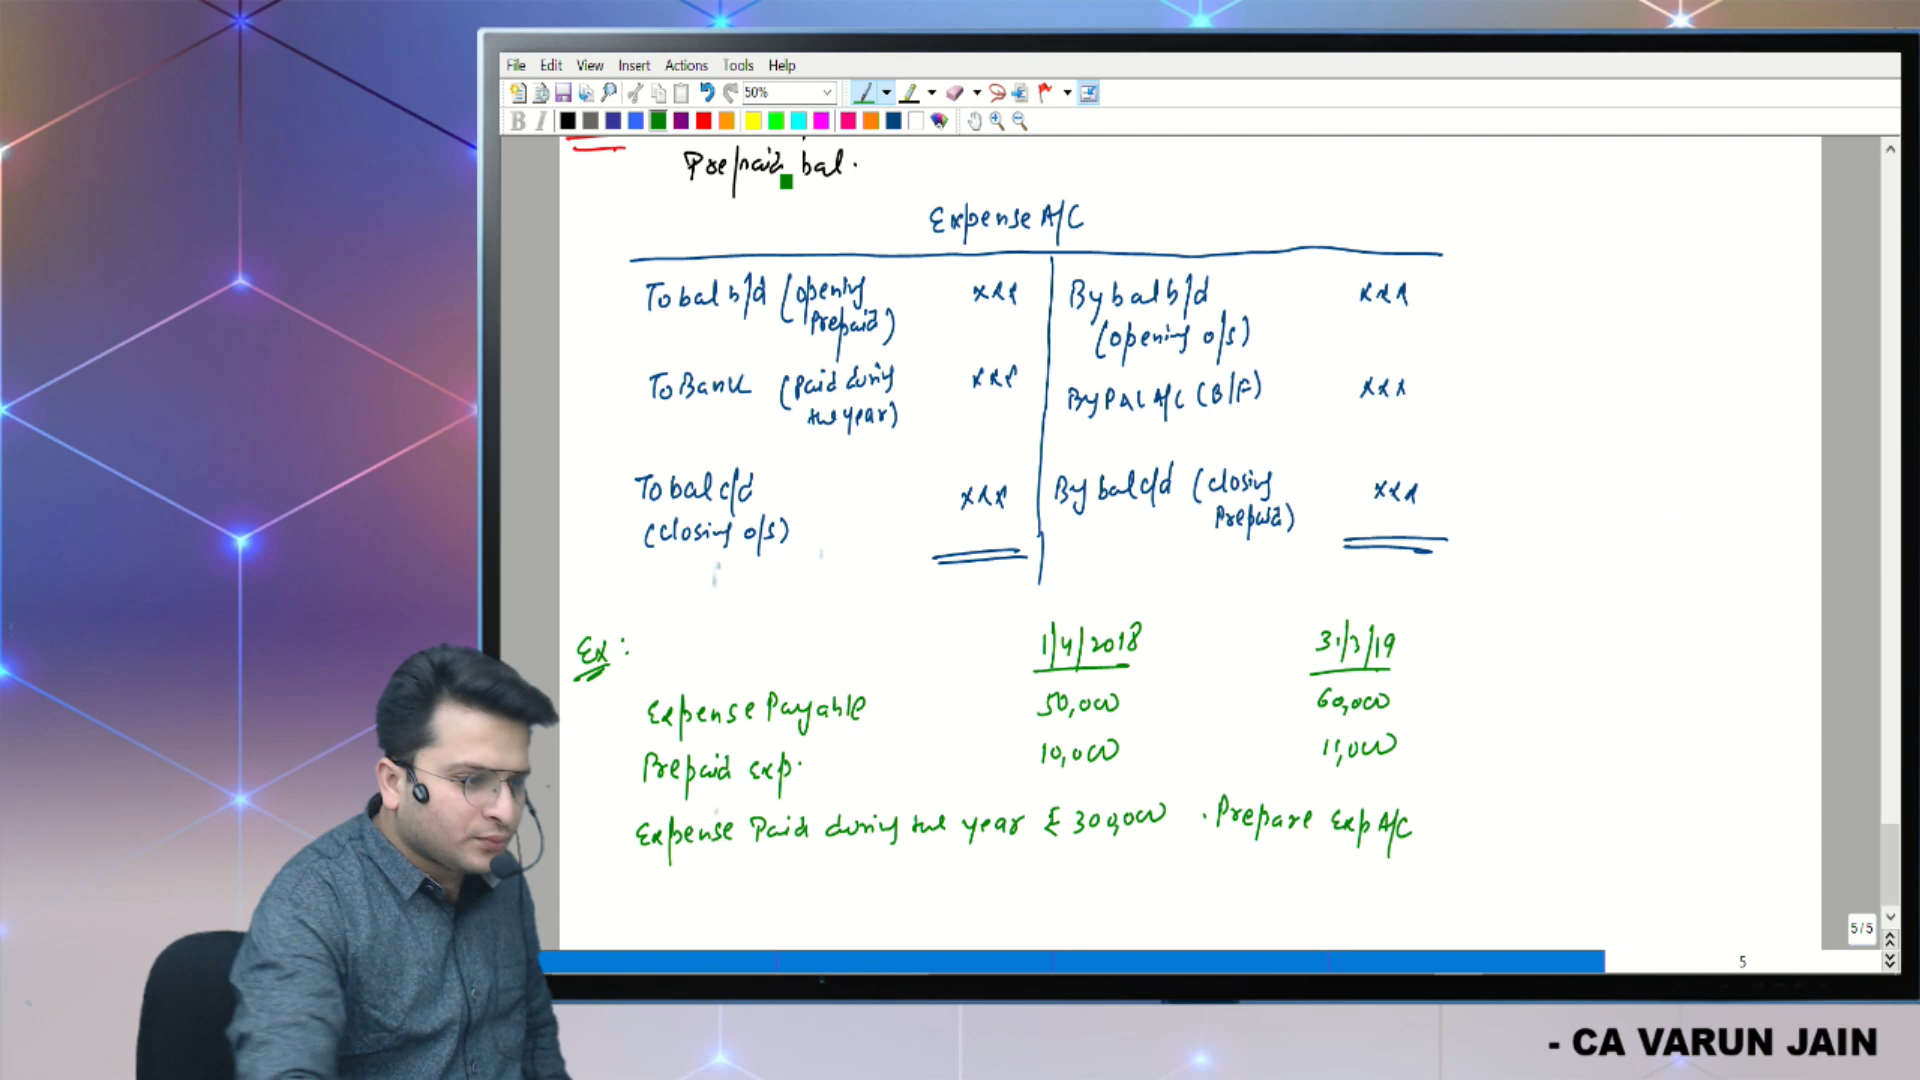 File Edit View Insert Actions Tools Help
50%
B I
Prepaid bal.
Expense A/C
To bal b/d (opening Prepaid) xxx By bal b/d (opening o/s) xxx
To Bank (Paid during the year) xxx By P&L A/C (B/F) xxx
To bal c/d (closing o/s) xxx By bal c/d (closing Prepaid) xxx
Ex: 1/4/2018 31/3/19
Expense Payable 50,000 60,000
Prepaid exp. 10,000 11,000
Expense Paid during the year ₹ 300,000. Prepare Exp A/C
5/5
5
- CA VARUN JAIN